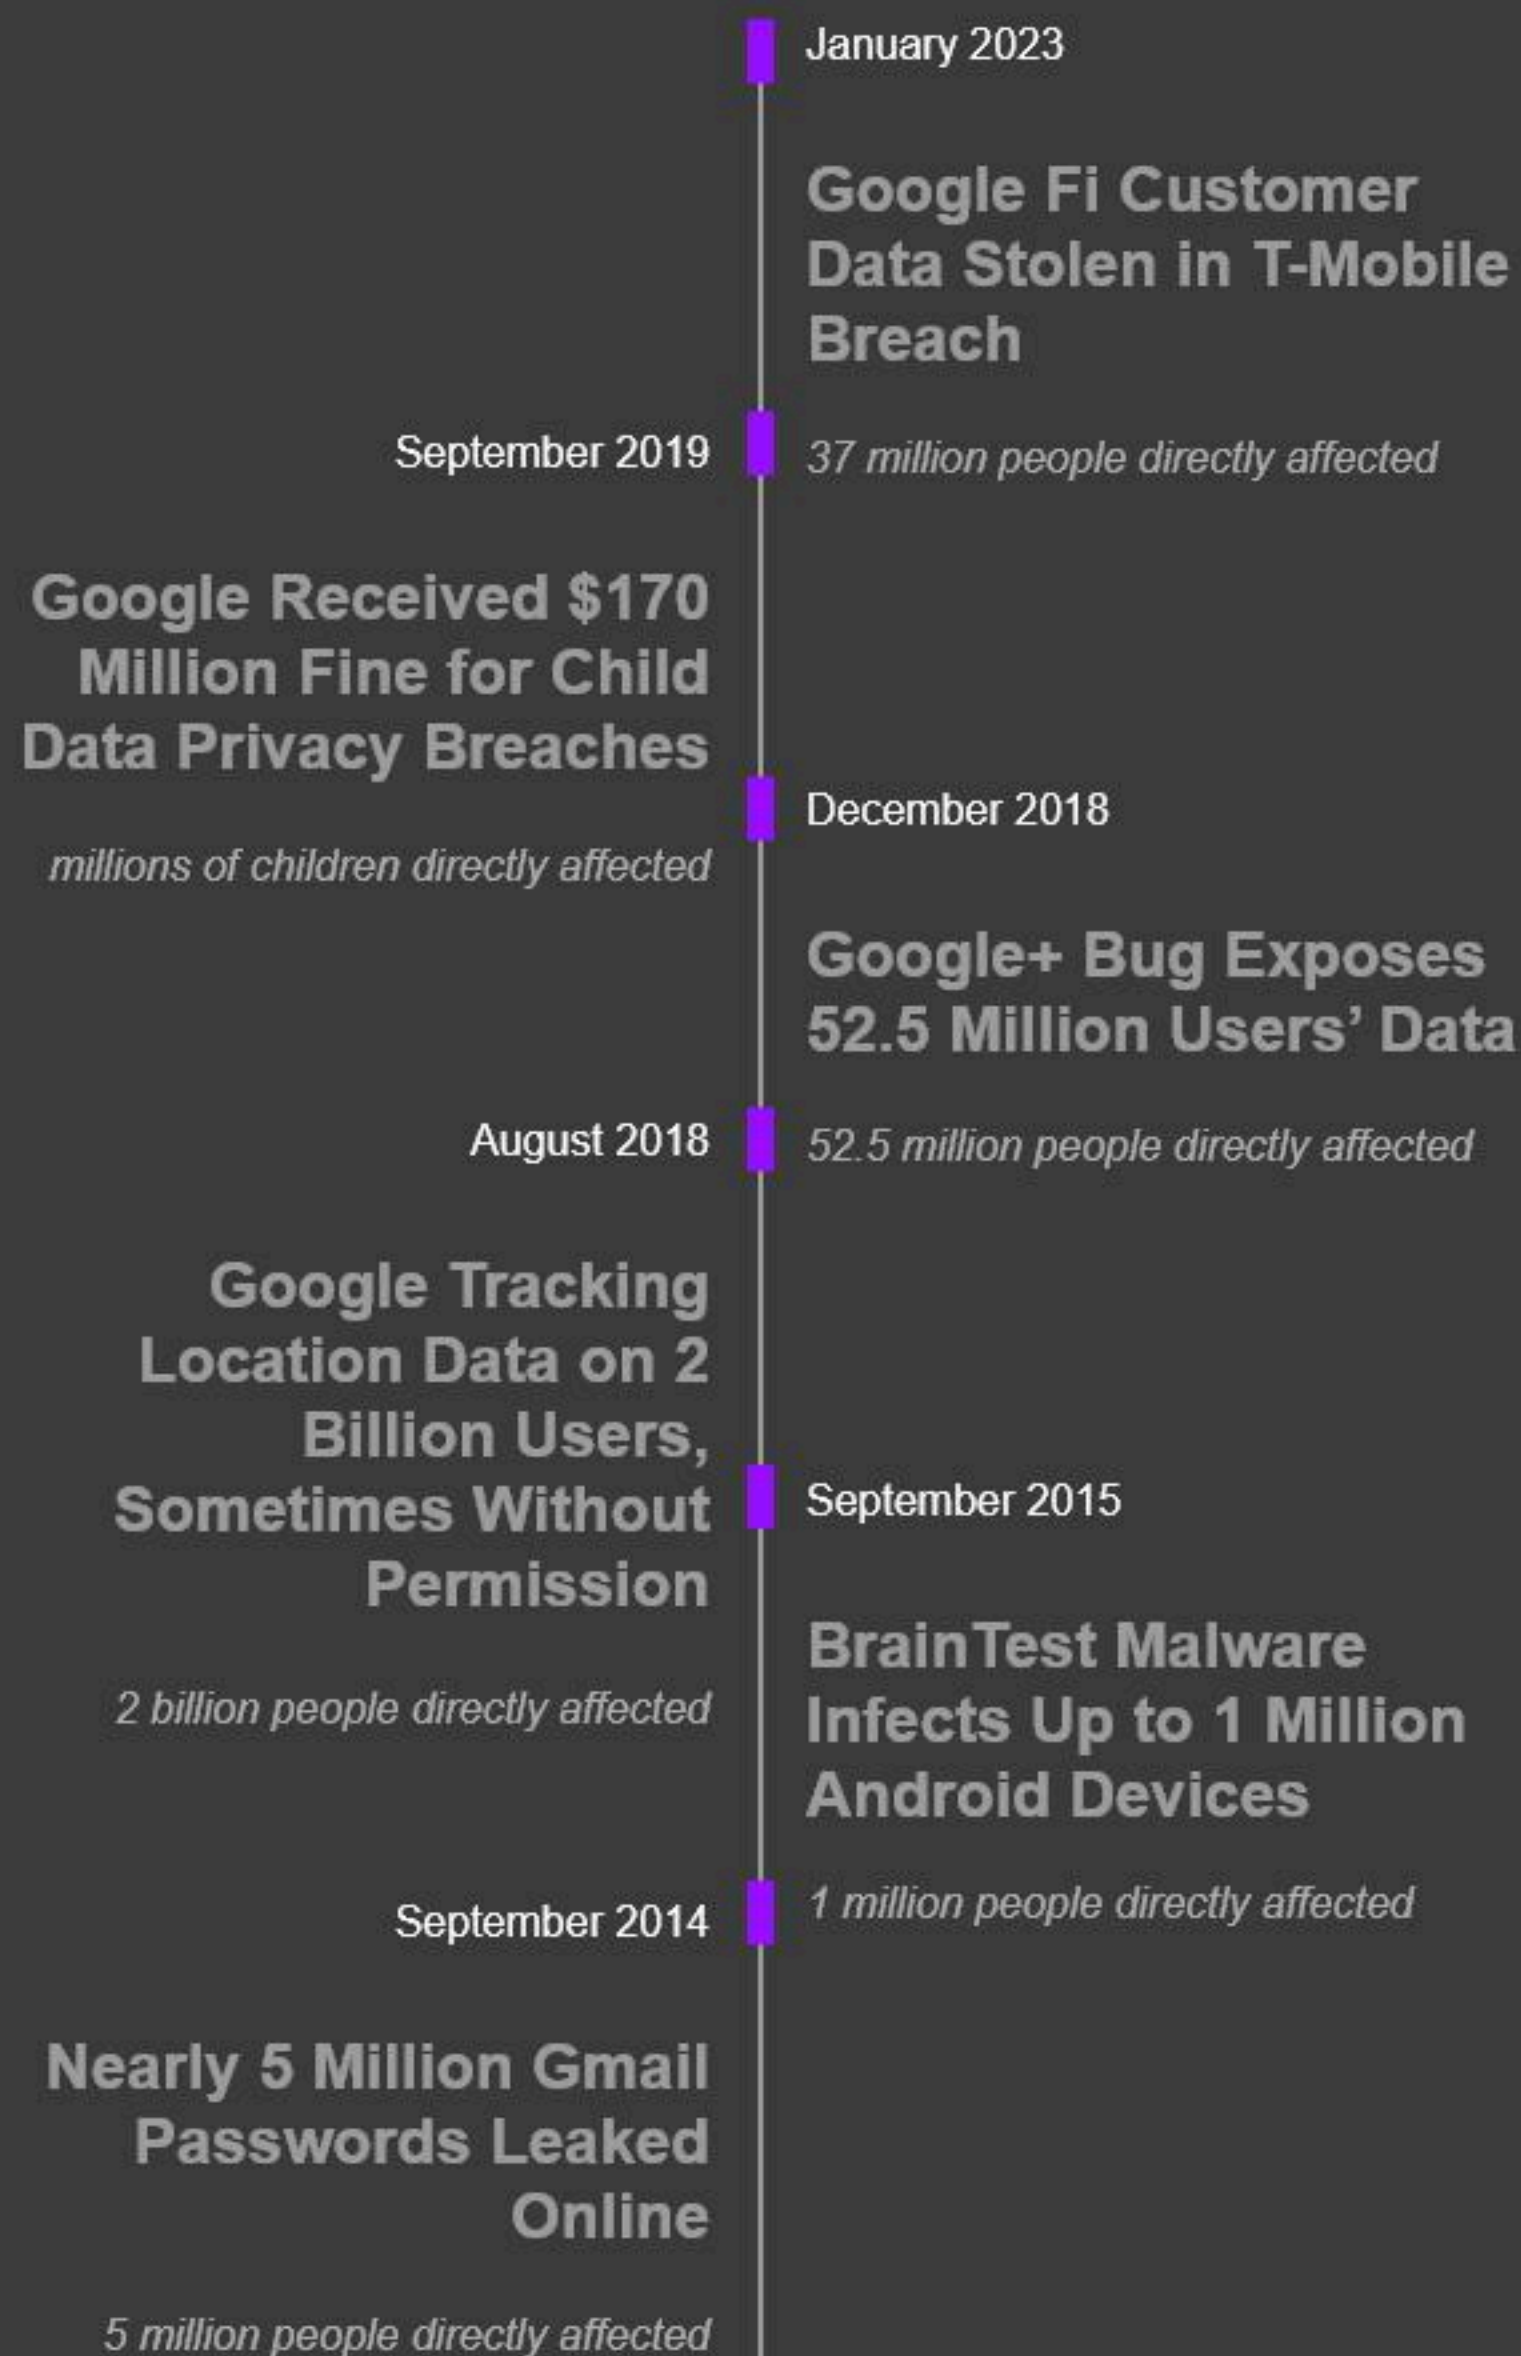 January 2023
Google Fi Customer
Data Stolen in T-Mobile
Breach
37 million people directly affected
September 2019
Google Received $170
Million Fine for Child
Data Privacy Breaches
millions of children directly affected
December 2018
Google+ Bug Exposes
52.5 Million Users’ Data
52.5 million people directly affected
August 2018
Google Tracking
Location Data on 2
Billion Users,
Sometimes Without
Permission
2 billion people directly affected
September 2015
BrainTest Malware
Infects Up to 1 Million
Android Devices
1 million people directly affected
September 2014
Nearly 5 Million Gmail
Passwords Leaked
Online
5 million people directly affected